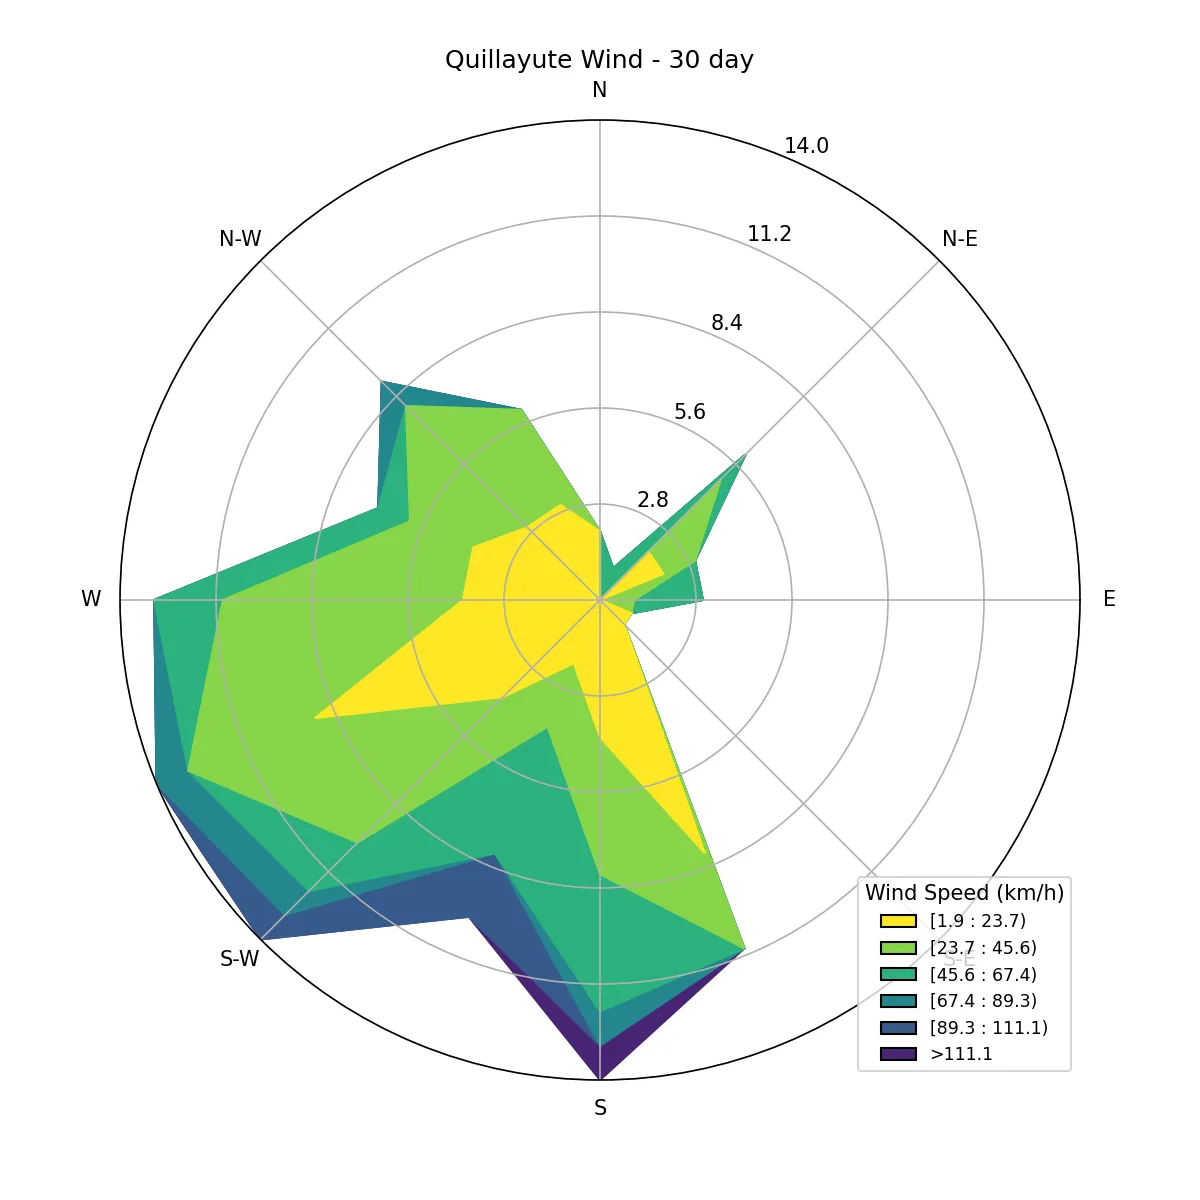 Quillayute Wind - 30 day
N
14.0
11.2
N-W
N-E
8.4
5.6
2.8
W
E
S-W
S-E
S
Wind Speed (km/h)
[1.9 : 23.7)
[23.7 : 45.6)
[45.6 : 67.4)
[67.4 : 89.3)
[89.3 : 111.1)
>111.1